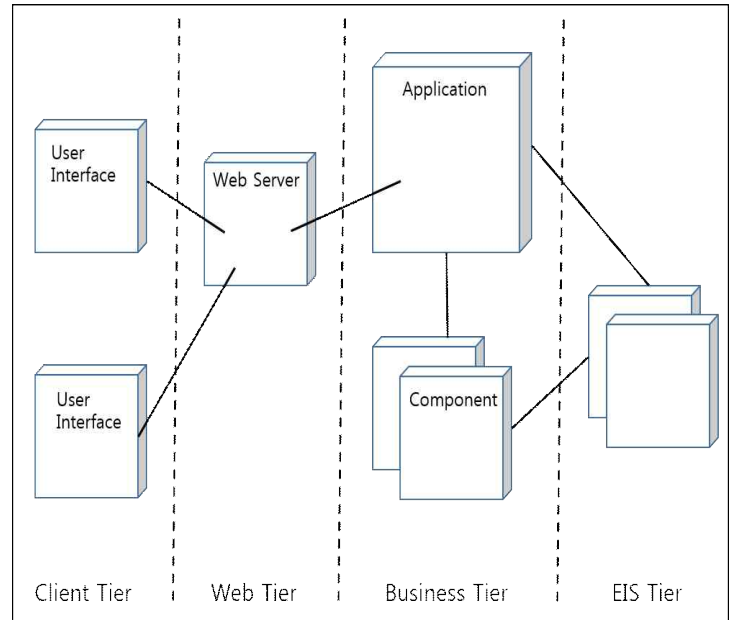 Application
User
Interface
Web Server
User
Interface
Component
Client Tier
Web Tier
Business Tier
EIS Tier